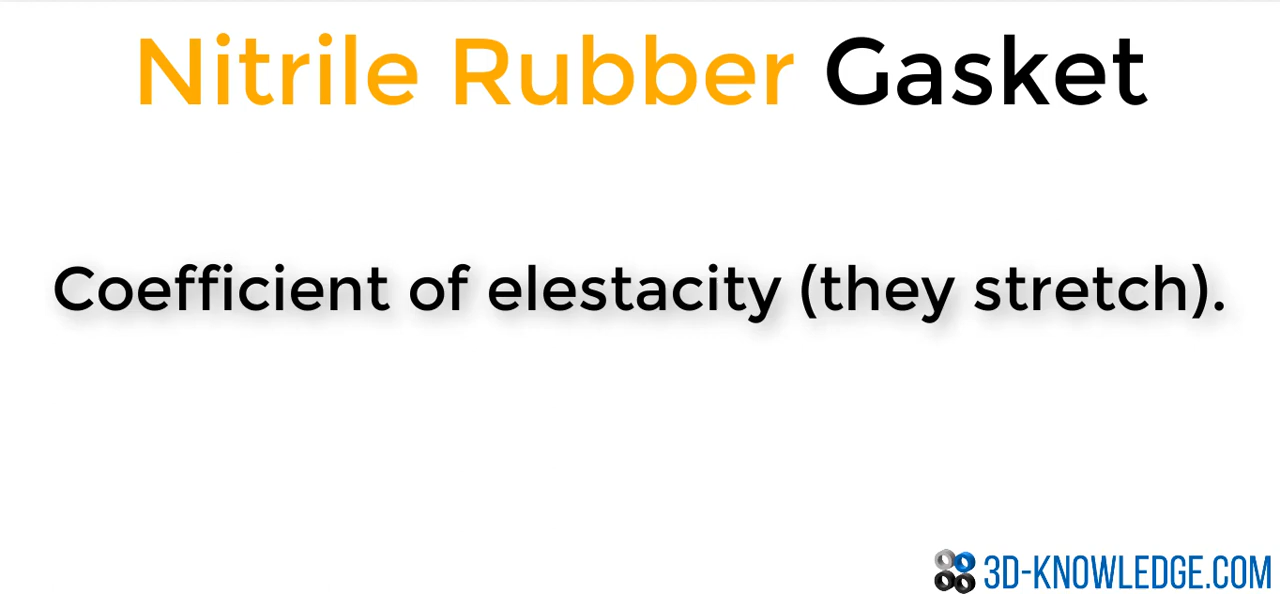 Nitrile Rubber Gasket
Coefficient of elestacity (they stretch).
3D-KNOWLEDGE.COM